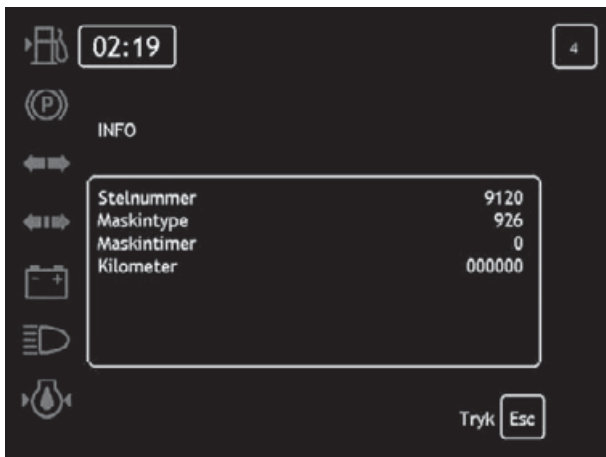 02:19
4
INFO
Stelnummer 9120
Maskintype 926
Maskintimer 0
Kilometer 000000
Tryk Esc